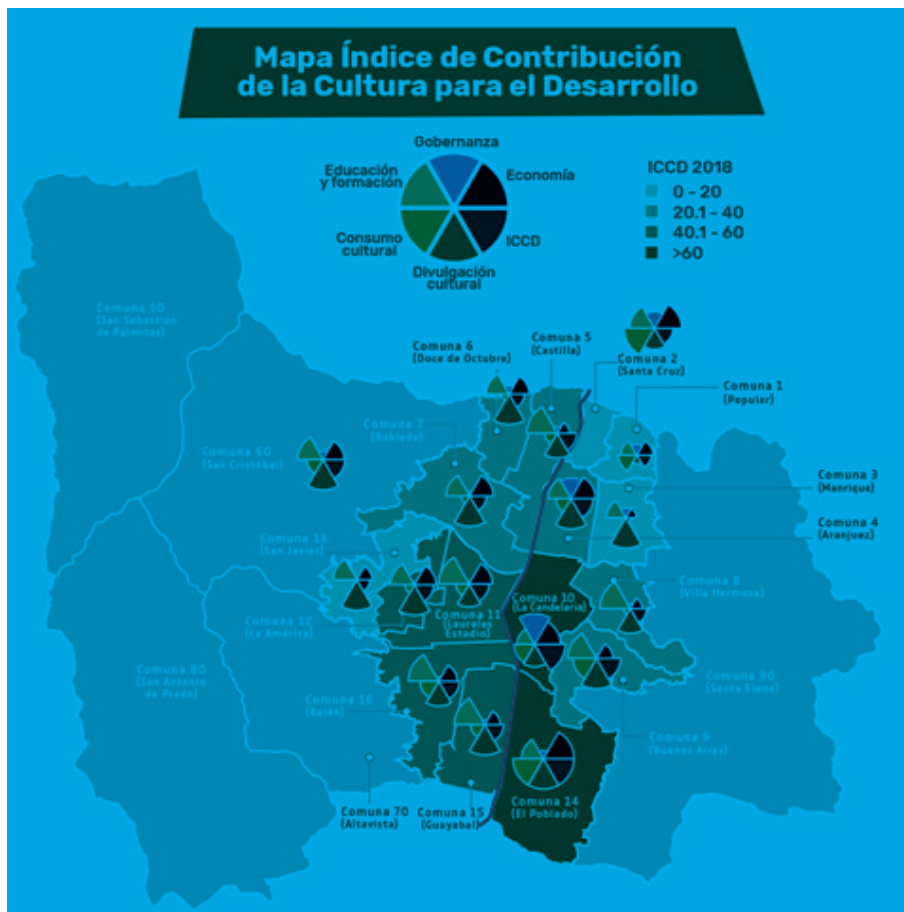 Mapa Índice de Contribución
de la Cultura para el Desarrollo
Gobernanza
Educación
y formación
Economía
Consumo
cultural
ICCD
Divulgación
cultural
ICCD 2018
0 - 20
20.1 - 40
40.1 - 60
>60
Comuna 50
(San Sebastián
de Palmitas)
Comuna 6
(Doce de Octubre)
Comuna 5
(Castilla)
Comuna 2
(Santa Cruz)
Comuna 1
(Popular)
Comuna 7
(Robledo)
Comuna 60
(San Cristóbal)
Comuna 3
(Manrique)
Comuna 4
(Aranjuez)
Comuna 13
(San Javier)
Comuna 8
(Villa Hermosa)
Comuna 10
(La Candelaria)
Comuna 12
(La América)
Comuna 11
(Laureles
Estadio)
Comuna 80
(San Antonio
de Prado)
Comuna 90
(Santa Elena)
Comuna 16
(Belén)
Comuna 9
(Buenos Aires)
Comuna 70
(Altavista)
Comuna 15
(Guayabal)
Comuna 14
(El Poblado)